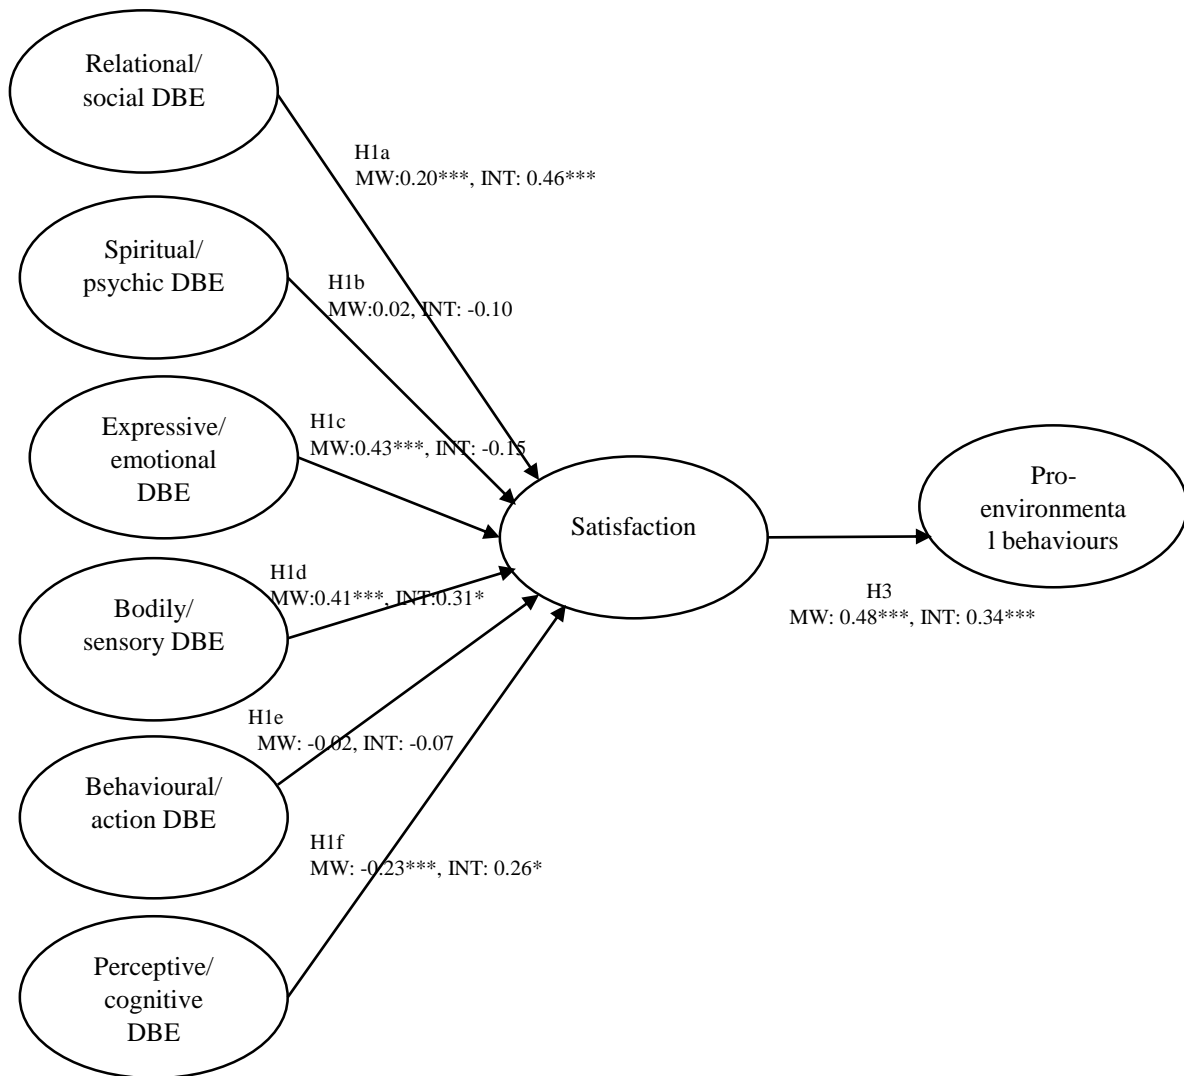 Relational/
social DBE
H1a
MW:0.20***, INT: 0.46***
Spiritual/
psychic DBE
H1b
MW:0.02, INT: -0.10
Expressive/
emotional
DBE
H1c
MW:0.43***, INT: -0.15
Satisfaction
Pro-
environmenta
l behaviours
Bodily/
sensory DBE
H1d
MW:0.41***, INT:0.31*
H3
MW: 0.48***, INT: 0.34***
Behavioural/
action DBE
H1e
MW: -0.02, INT: -0.07
Perceptive/
cognitive
DBE
H1f
MW: -0.23***, INT: 0.26*